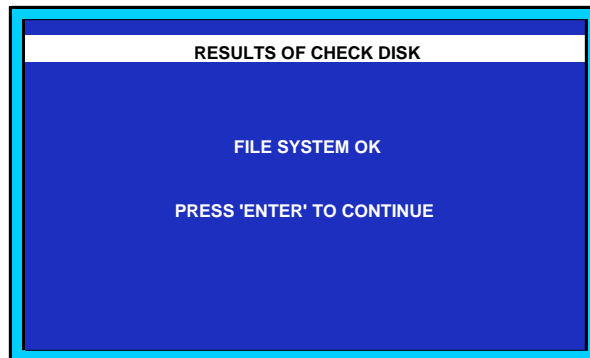 RESULTS OF CHECK DISK
FILE SYSTEM OK
PRESS 'ENTER' TO CONTINUE